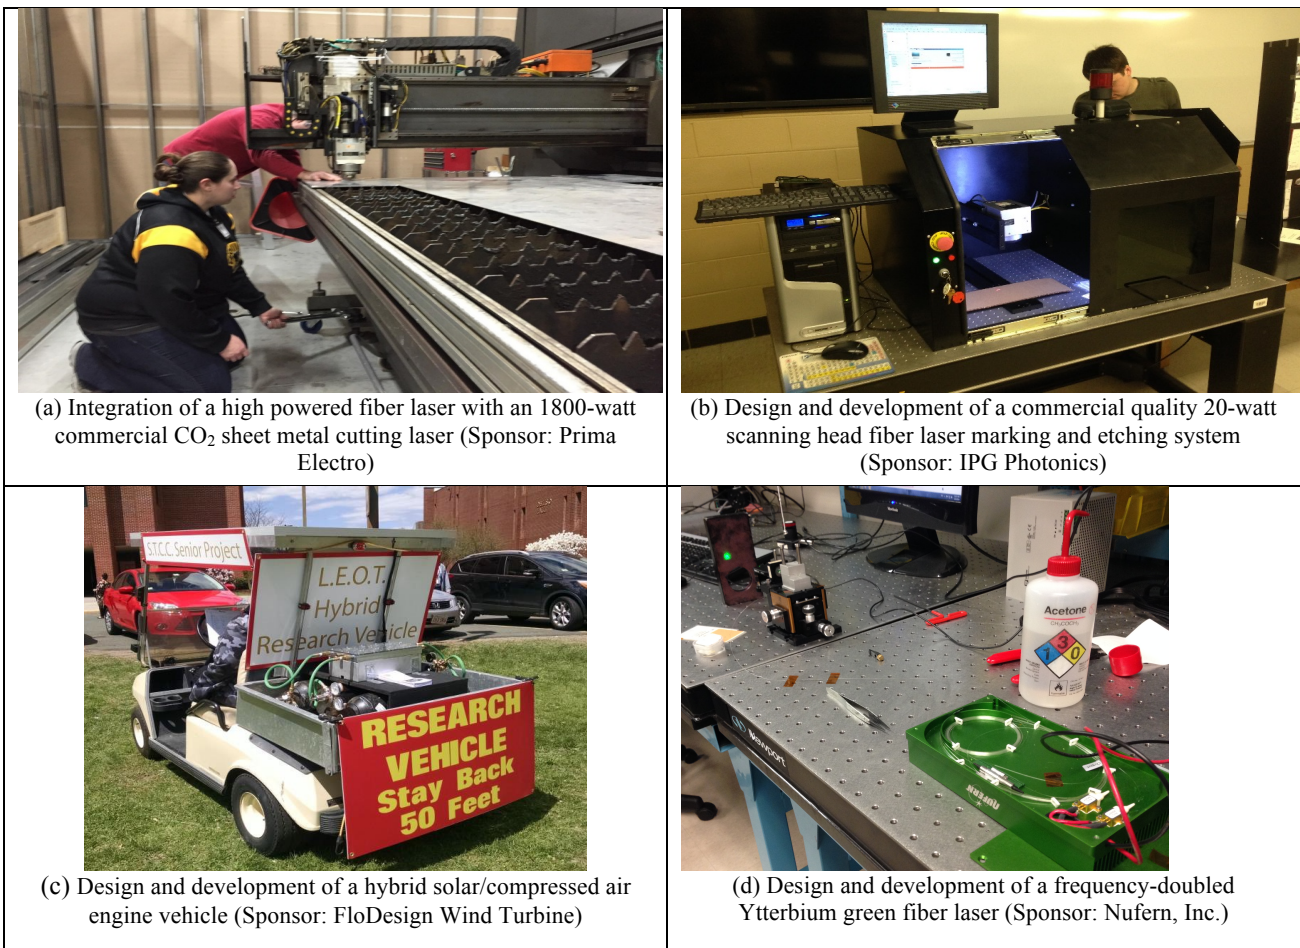 (a) Integration of a high powered fiber laser with an 1800-watt
commercial CO₂ sheet metal cutting laser (Sponsor: Prima
Electro)
(b) Design and development of a commercial quality 20-watt
scanning head fiber laser marking and etching system
(Sponsor: IPG Photonics)
S.T.C.C. Senior Project
L.E.O.T.
Hybrid
Research Vehicle
RESEARCH
VEHICLE
Stay Back
50 Feet
(c) Design and development of a hybrid solar/compressed air
engine vehicle (Sponsor: FloDesign Wind Turbine)
Acetone
CH₃COCH₃
3
1 0
Newport
NUFERN
(d) Design and development of a frequency-doubled
Ytterbium green fiber laser (Sponsor: Nufern, Inc.)